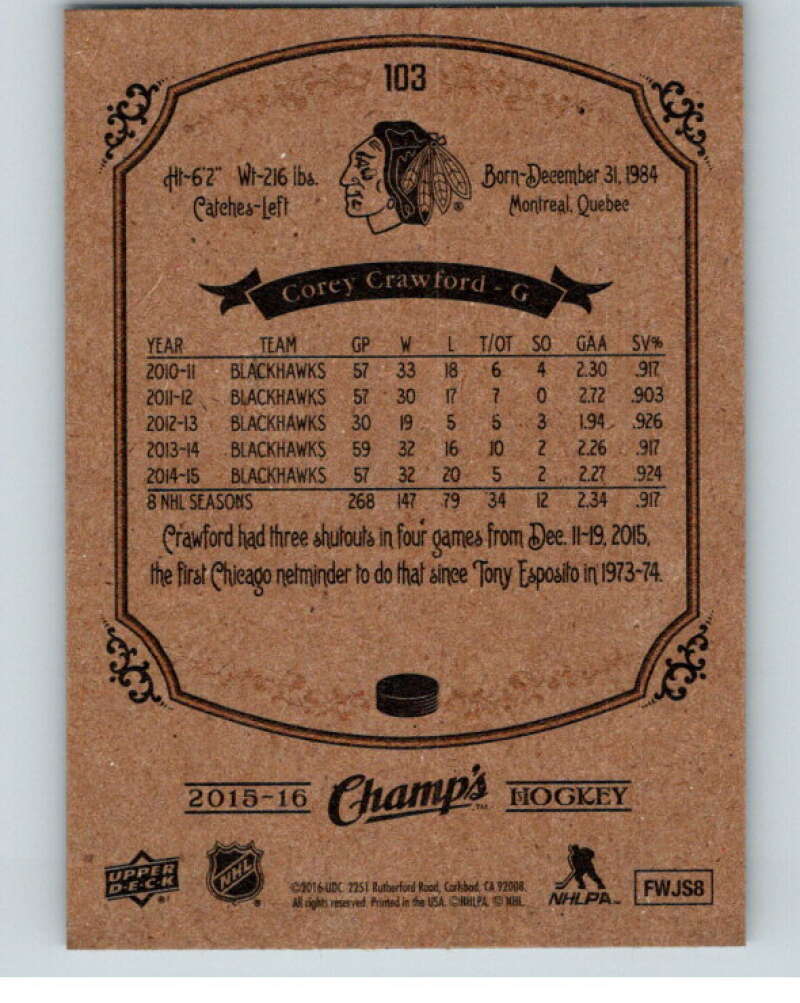 103
Ht-6'2" Wt-216 lbs.
Catches-Left
Born-December 31, 1984
Montreal, Quebec
®
Corey Crawford - G
YEAR TEAM GP W L T/OT SO GAA SV%
2010-11 BLACKHAWKS 57 33 18 6 4 2.30 .917
2011-12 BLACKHAWKS 57 30 17 7 0 2.72 .903
2012-13 BLACKHAWKS 30 19 5 5 3 1.94 .926
2013-14 BLACKHAWKS 59 32 16 10 2 2.26 .917
2014-15 BLACKHAWKS 57 32 20 5 2 2.27 .924
8 NHL SEASONS 268 147 79 34 12 2.34 .917
Crawford had three shutouts in four games from Dec. 11-19, 2015,
the first Chicago netminder to do that since Tony Esposito in 1973-74.
2015-16 Champ's™ HOCKEY
UPPER
D·E·C·K®
NHL®
©2016 UDC. 2251 Rutherford Road, Carlsbad, CA 92008.
All rights reserved. Printed in the USA. ©NHLPA. © NHL.
NHLPA™
FWJS8